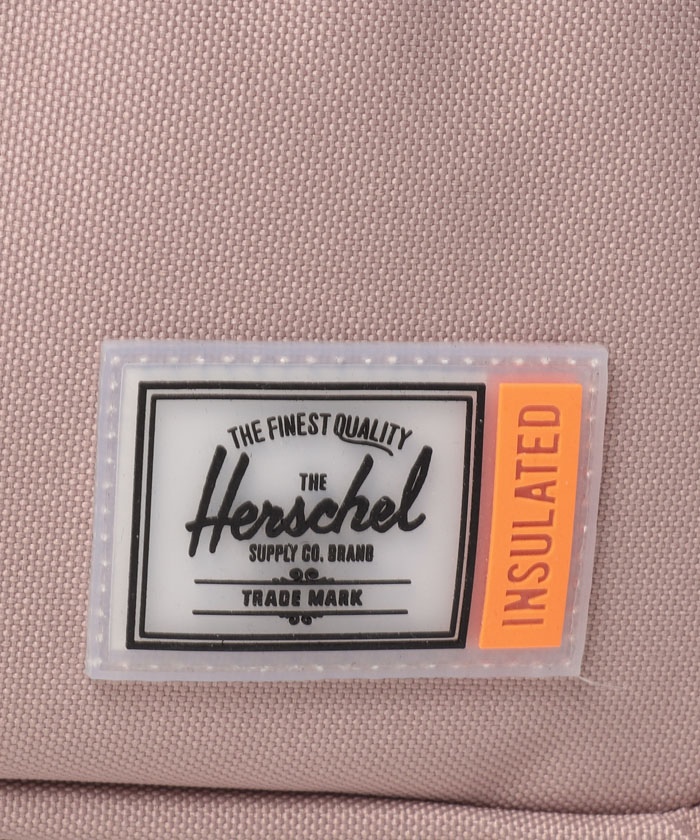 THE FINEST QUALITY
THE
Herschel
SUPPLY CO. BRAND
TRADE MARK
INSULATED